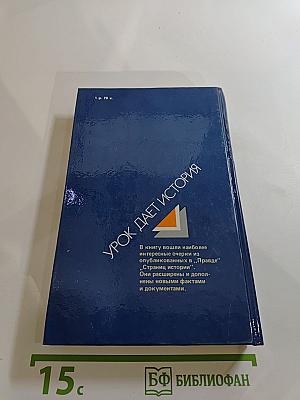 1 р. 70 к.
УРОК ДАЕТ ИСТОРИЯ
В книгу вошли наиболее
интересные очерки из
опубликованных в „Правде"
„Страниц истории".
Они расширены и допол-
нены новыми фактами
и документами.
15с
БФ БИБЛИОФАН